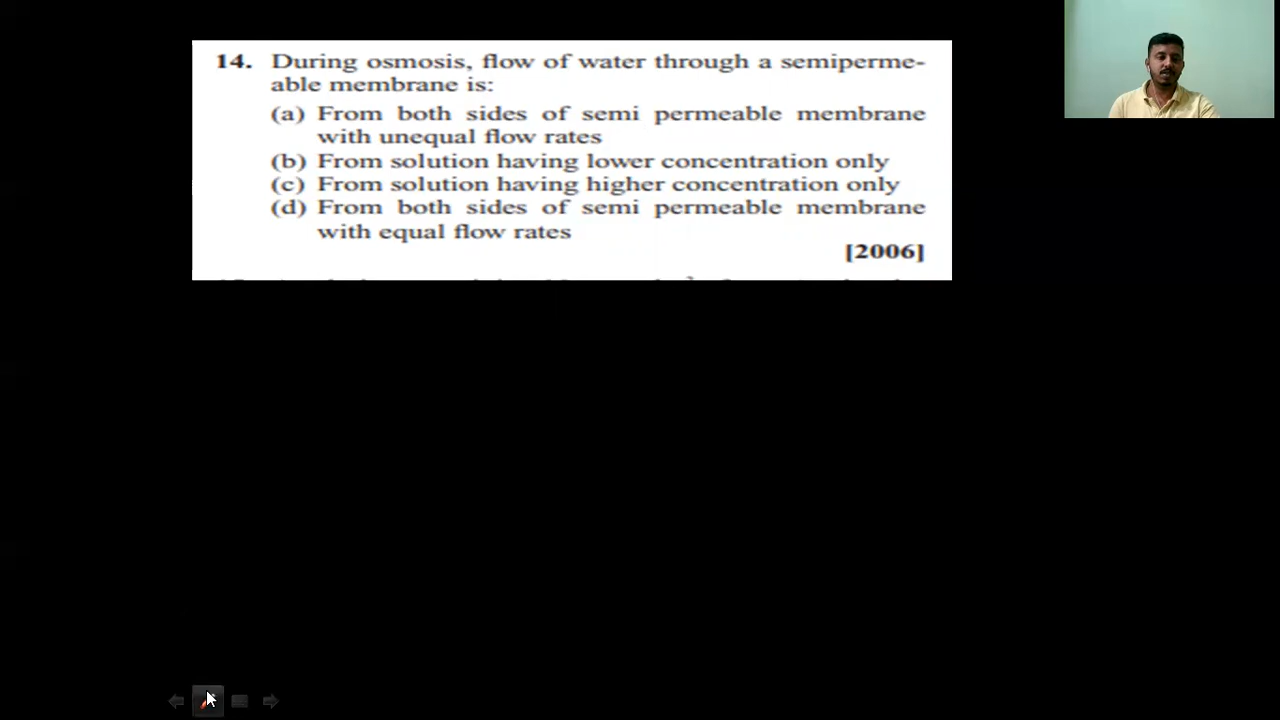 14. During osmosis, flow of water through a semiperme-
able membrane is:
(a) From both sides of semi permeable membrane
with unequal flow rates
(b) From solution having lower concentration only
(c) From solution having higher concentration only
(d) From both sides of semi permeable membrane
with equal flow rates
[2006]